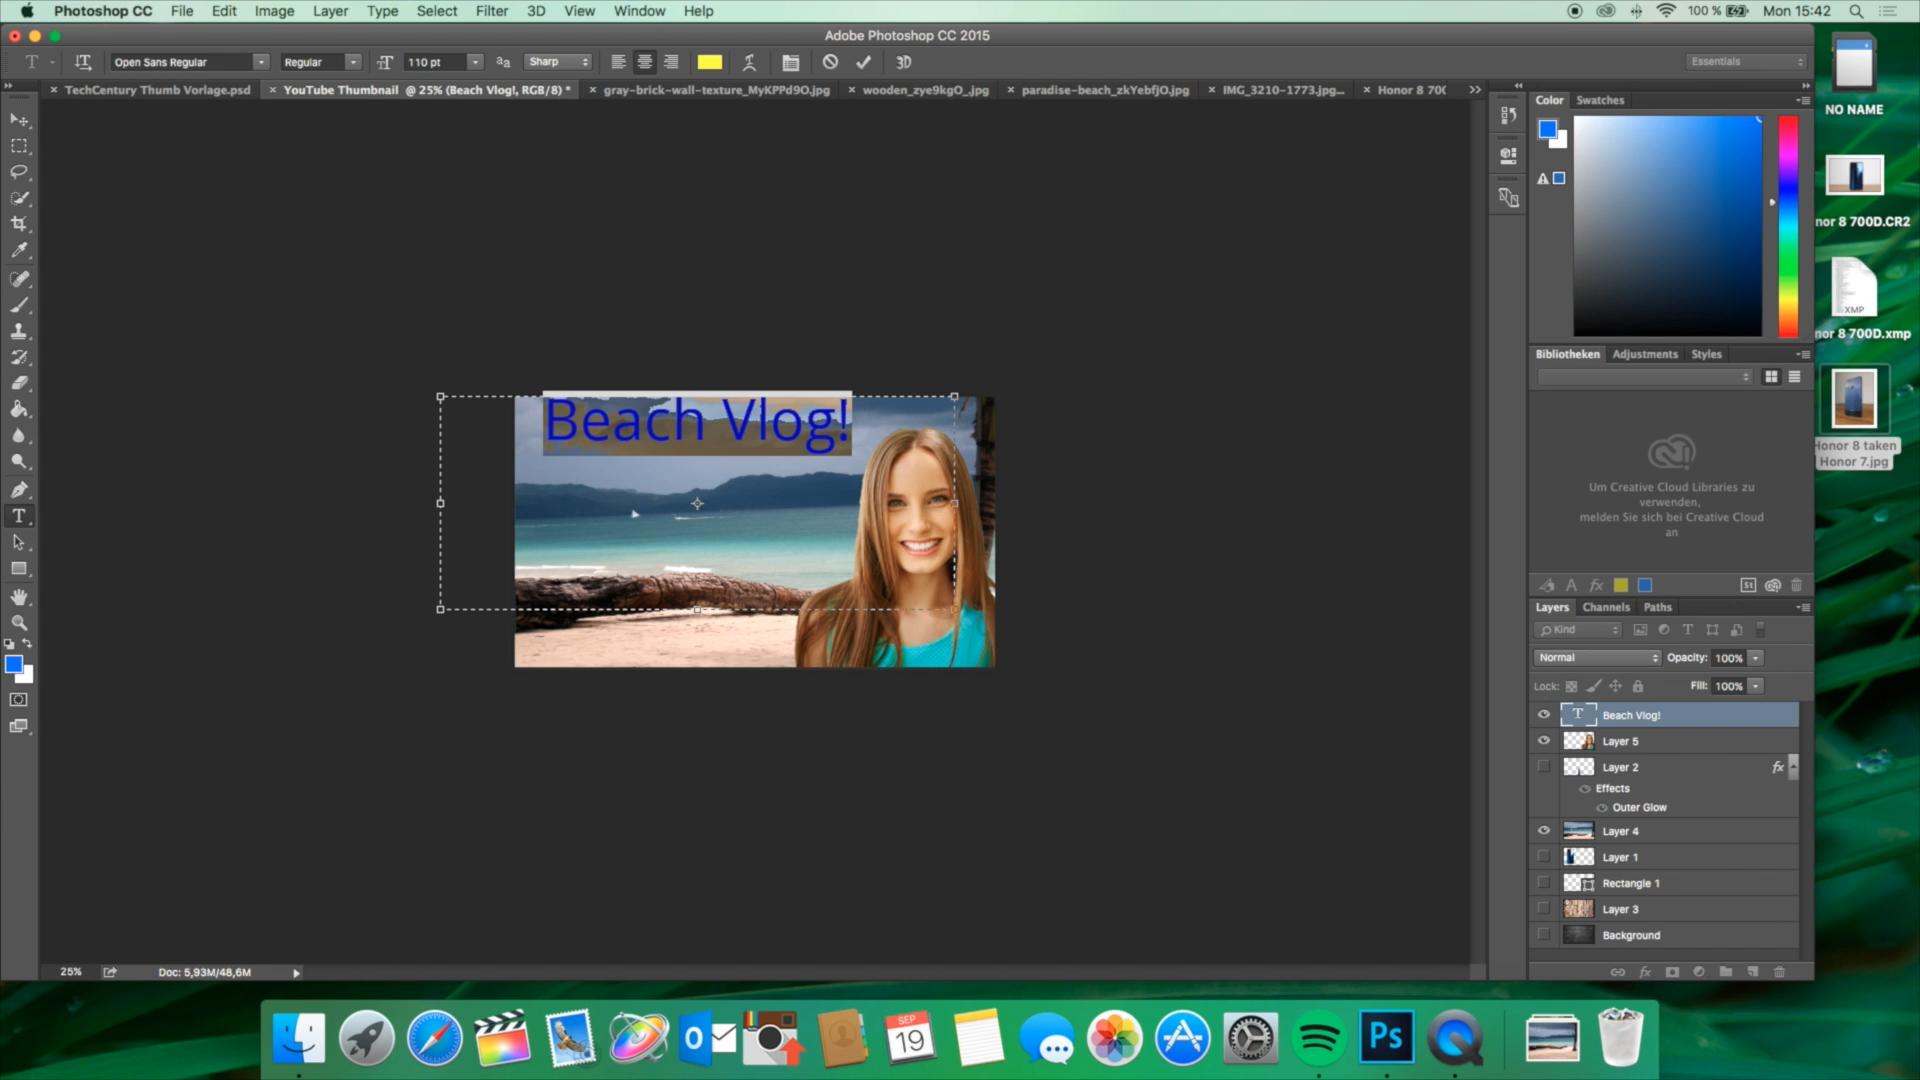 Photoshop CC File Edit Image Layer Type Select Filter 3D View Window Help 100 % Mon 15:42
Adobe Photoshop CC 2015
T Open Sans Regular Regular 110 pt Sharp 3D Essentials
TechCentury Thumb Vorlage.psd YouTube Thumbnail @ 25% (Beach Vlog!, RGB/8) * gray-brick-wall-texture_MyKPPd9O.jpg wooden_zye9kgO_.jpg paradise-beach_zkYebfjO.jpg IMG_3210-1773.jpg... Honor 8 70(
Color Swatches
NO NAME
nor 8 700D.CR2
XMP
nor 8 700D.xmp
Bibliotheken Adjustments Styles
Beach Vlog!
Honor 8 taken
Honor 7.jpg
Um Creative Cloud Libraries zu
verwenden,
melden Sie sich bei Creative Cloud
an
A fx St
Layers Channels Paths
Kind T
Normal Opacity: 100%
Lock: Fill: 100%
T Beach Vlog!
Layer 5
Layer 2 fx
Effects
Outer Glow
Layer 4
Layer 1
Rectangle 1
Layer 3
Background
25% Doc: 5,93M/48,6M
fx
SEP
19
Ps